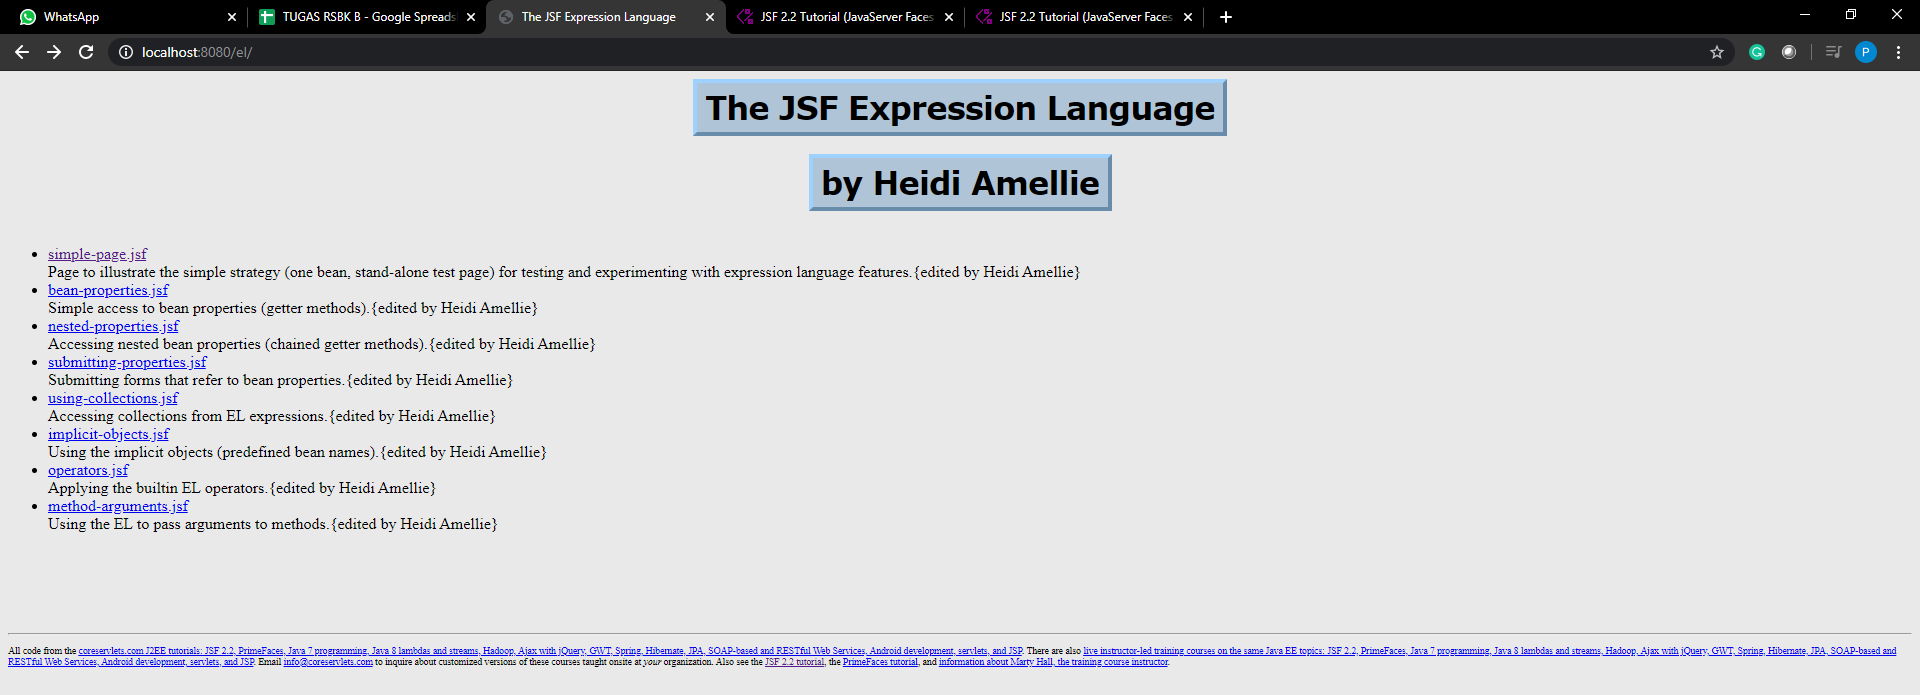 WhatsApp
TUGAS RSBK B - Google Spreads
The JSF Expression Language
JSF 2.2 Tutorial (JavaServer Faces
JSF 2.2 Tutorial (JavaServer Faces
localhost:8080/el/
P
The JSF Expression Language
by Heidi Amellie
simple-page.jsf
Page to illustrate the simple strategy (one bean, stand-alone test page) for testing and experimenting with expression language features.{edited by Heidi Amellie}
bean-properties.jsf
Simple access to bean properties (getter methods).{edited by Heidi Amellie}
nested-properties.jsf
Accessing nested bean properties (chained getter methods).{edited by Heidi Amellie}
submitting-properties.jsf
Submitting forms that refer to bean properties.{edited by Heidi Amellie}
using-collections.jsf
Accessing collections from EL expressions.{edited by Heidi Amellie}
implicit-objects.jsf
Using the implicit objects (predefined bean names).{edited by Heidi Amellie}
operators.jsf
Applying the builtin EL operators.{edited by Heidi Amellie}
method-arguments.jsf
Using the EL to pass arguments to methods.{edited by Heidi Amellie}
All code from the coreservlets.com J2EE tutorials: JSF 2.2, PrimeFaces, Java 7 programming, Java 8 lambdas and streams, Hadoop, Ajax with jQuery, GWT, Spring, Hibernate, JPA, SOAP-based and RESTful Web Services, Android development, servlets, and JSP. There are also live instructor-led training courses on the same Java EE topics: JSF 2.2, PrimeFaces, Java 7 programming, Java 8 lambdas and streams, Hadoop, Ajax with jQuery, GWT, Spring, Hibernate, JPA, SOAP-based and
RESTful Web Services, Android development, servlets, and JSP. Email info@coreservlets.com to inquire about customized versions of these courses taught onsite at your organization. Also see the JSF 2.2 tutorial, the PrimeFaces tutorial, and information about Marty Hall, the training course instructor.